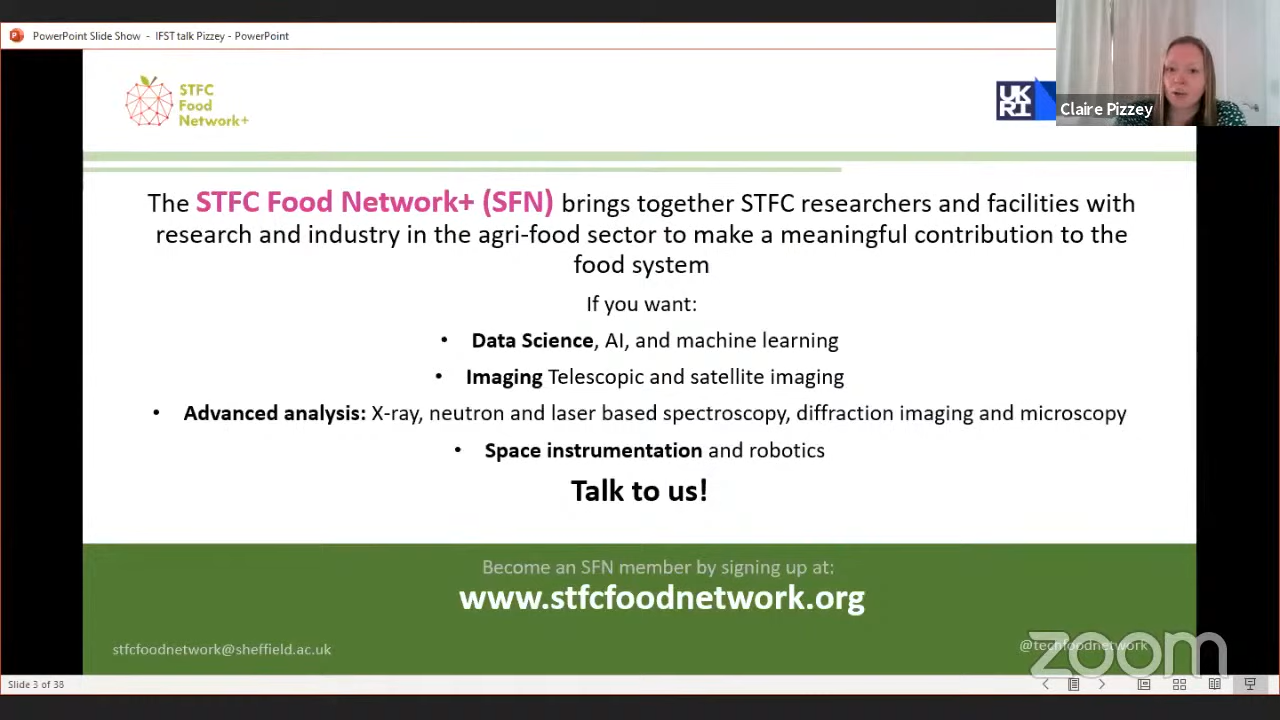 PowerPoint Slide Show - IFST talk Pizzey - PowerPoint
STFC
Food
Network+
UK
RI
Claire Pizzey
The STFC Food Network+ (SFN) brings together STFC researchers and facilities with
research and industry in the agri-food sector to make a meaningful contribution to the
food system
If you want:
• Data Science, AI, and machine learning
• Imaging Telescopic and satellite imaging
• Advanced analysis: X-ray, neutron and laser based spectroscopy, diffraction imaging and microscopy
• Space instrumentation and robotics
Talk to us!
Become an SFN member by signing up at:
www.stfcfoodnetwork.org
stfcfoodnetwork@sheffield.ac.uk
@techfoodnetwork
zoom
Slide 3 of 38